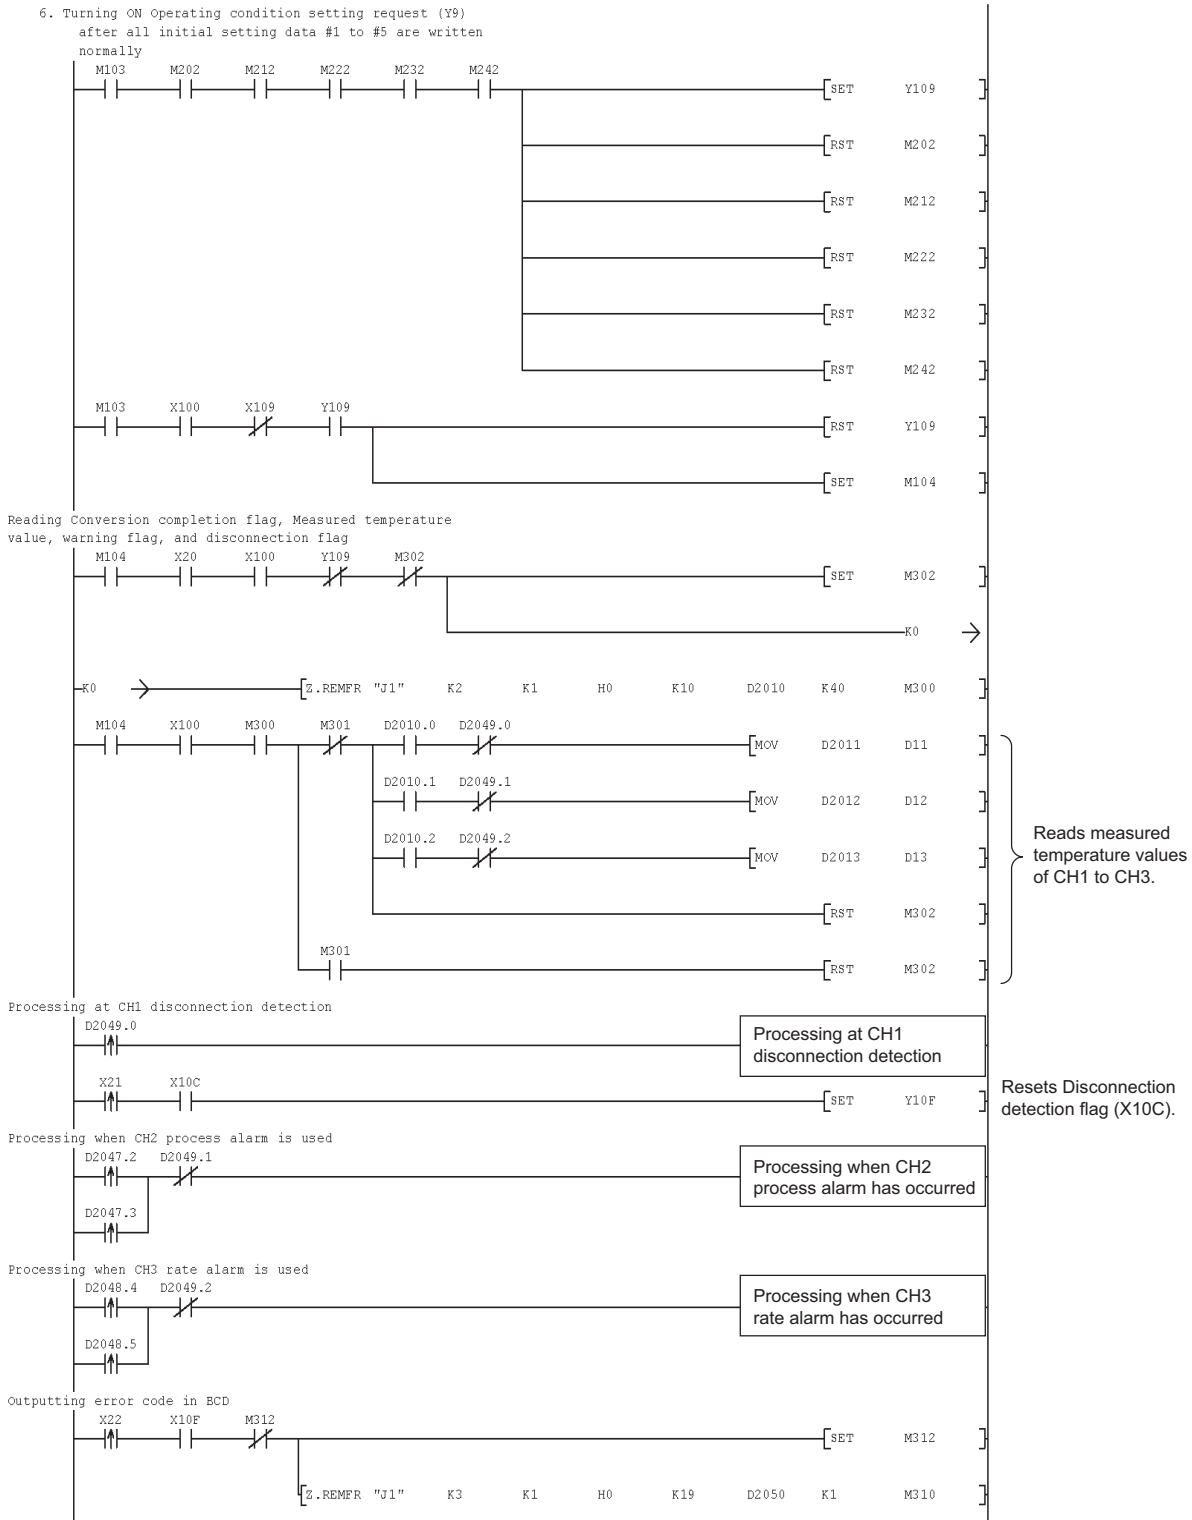 6. Turning ON Operating condition setting request (Y9)
after all initial setting data #1 to #5 are written
normally
M103 M202 M212 M222 M232 M242
SET Y109
RST M202
RST M212
RST M222
RST M232
RST M242
M103 X100 X109 Y109
RST Y109
SET M104
Reading Conversion completion flag, Measured temperature
value, warning flag, and disconnection flag
M104 X20 X100 Y109 M302
SET M302
K0
K0 Z.REMFR "J1" K2 K1 H0 K10 D2010 K40 M300
M104 X100 M300 M301 D2010.0 D2049.0
MOV D2011 D11
D2010.1 D2049.1
MOV D2012 D12
D2010.2 D2049.2
MOV D2013 D13
Reads measured
temperature values
of CH1 to CH3.
RST M302
M301
RST M302
Processing at CH1 disconnection detection
D2049.0
Processing at CH1
disconnection detection
X21 X10C
SET Y10F
Resets Disconnection
detection flag (X10C).
Processing when CH2 process alarm is used
D2047.2 D2049.1
Processing when CH2
process alarm has occurred
D2047.3
Processing when CH3 rate alarm is used
D2048.4 D2049.2
Processing when CH3
rate alarm has occurred
D2048.5
Outputting error code in BCD
X22 X10F M312
SET M312
Z.REMFR "J1" K3 K1 H0 K19 D2050 K1 M310